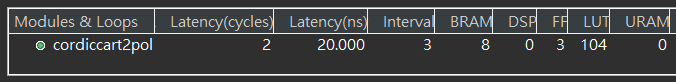 Modules & Loops Latency(cycles) Latency(ns) Interval BRAM DSP FF LUT URAM
cordiccart2pol 2 20.000 3 8 0 3 104 0